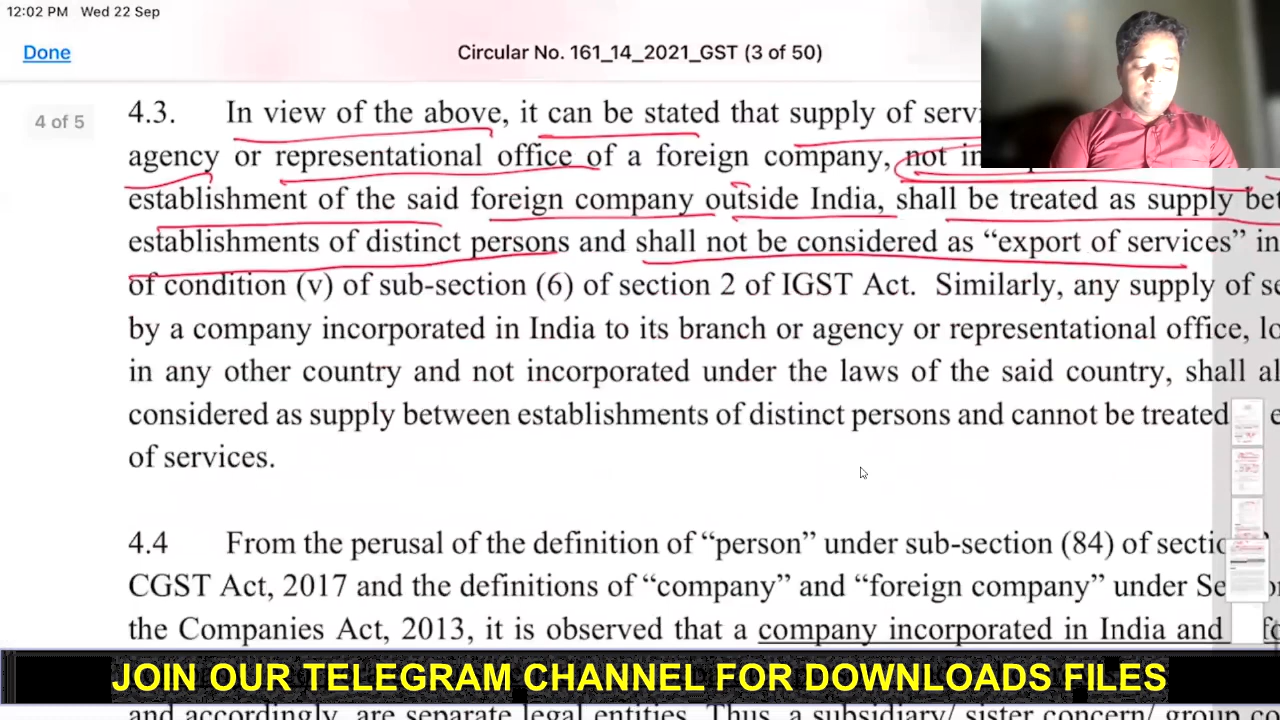 12:02 PM Wed 22 Sep
Done
Circular No. 161_14_2021_GST (3 of 50)
4 of 5
4.3. In view of the above, it can be stated that supply of
agency or representational office of a foreign company, not
establishment of the said foreign company outside India, shall be treated as supply
establishments of distinct persons and shall not be considered as “export of services” in
of condition (v) of sub-section (6) of section 2 of IGST Act. Similarly, any supply of
by a company incorporated in India to its branch or agency or representational office,
in any other country and not incorporated under the laws of the said country, shall
considered as supply between establishments of distinct persons and cannot be treated
of services.
4.4 From the perusal of the definition of “person” under sub-section (84) of
CGST Act, 2017 and the definitions of “company” and “foreign company” under
the Companies Act, 2013, it is observed that a company incorporated in India and
JOIN OUR TELEGRAM CHANNEL FOR DOWNLOADS FILES
and accordingly, are separate legal entities. Thus, a subsidiary/ sister concern/ group